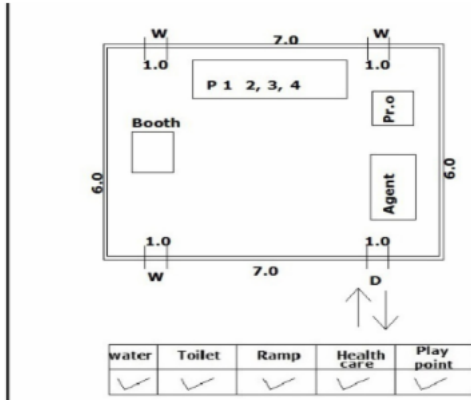 W W
7.0
1.0 1.0
P 1 2, 3, 4
Pr.o
Booth
6.0 6.0
Agent
1.0 1.0
W 7.0 D
water Toilet Ramp Health care Play point